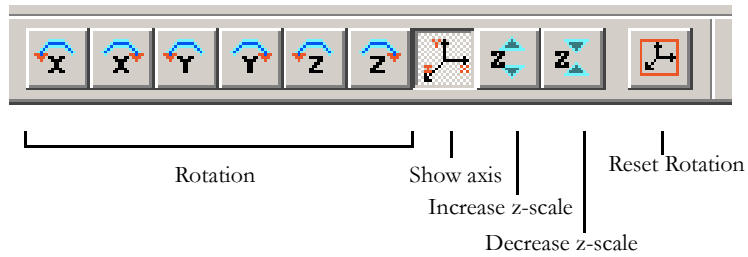 X X Y Y Z Z Y Z X Z Z
Rotation
Show axis
Reset Rotation
Increase z-scale
Decrease z-scale